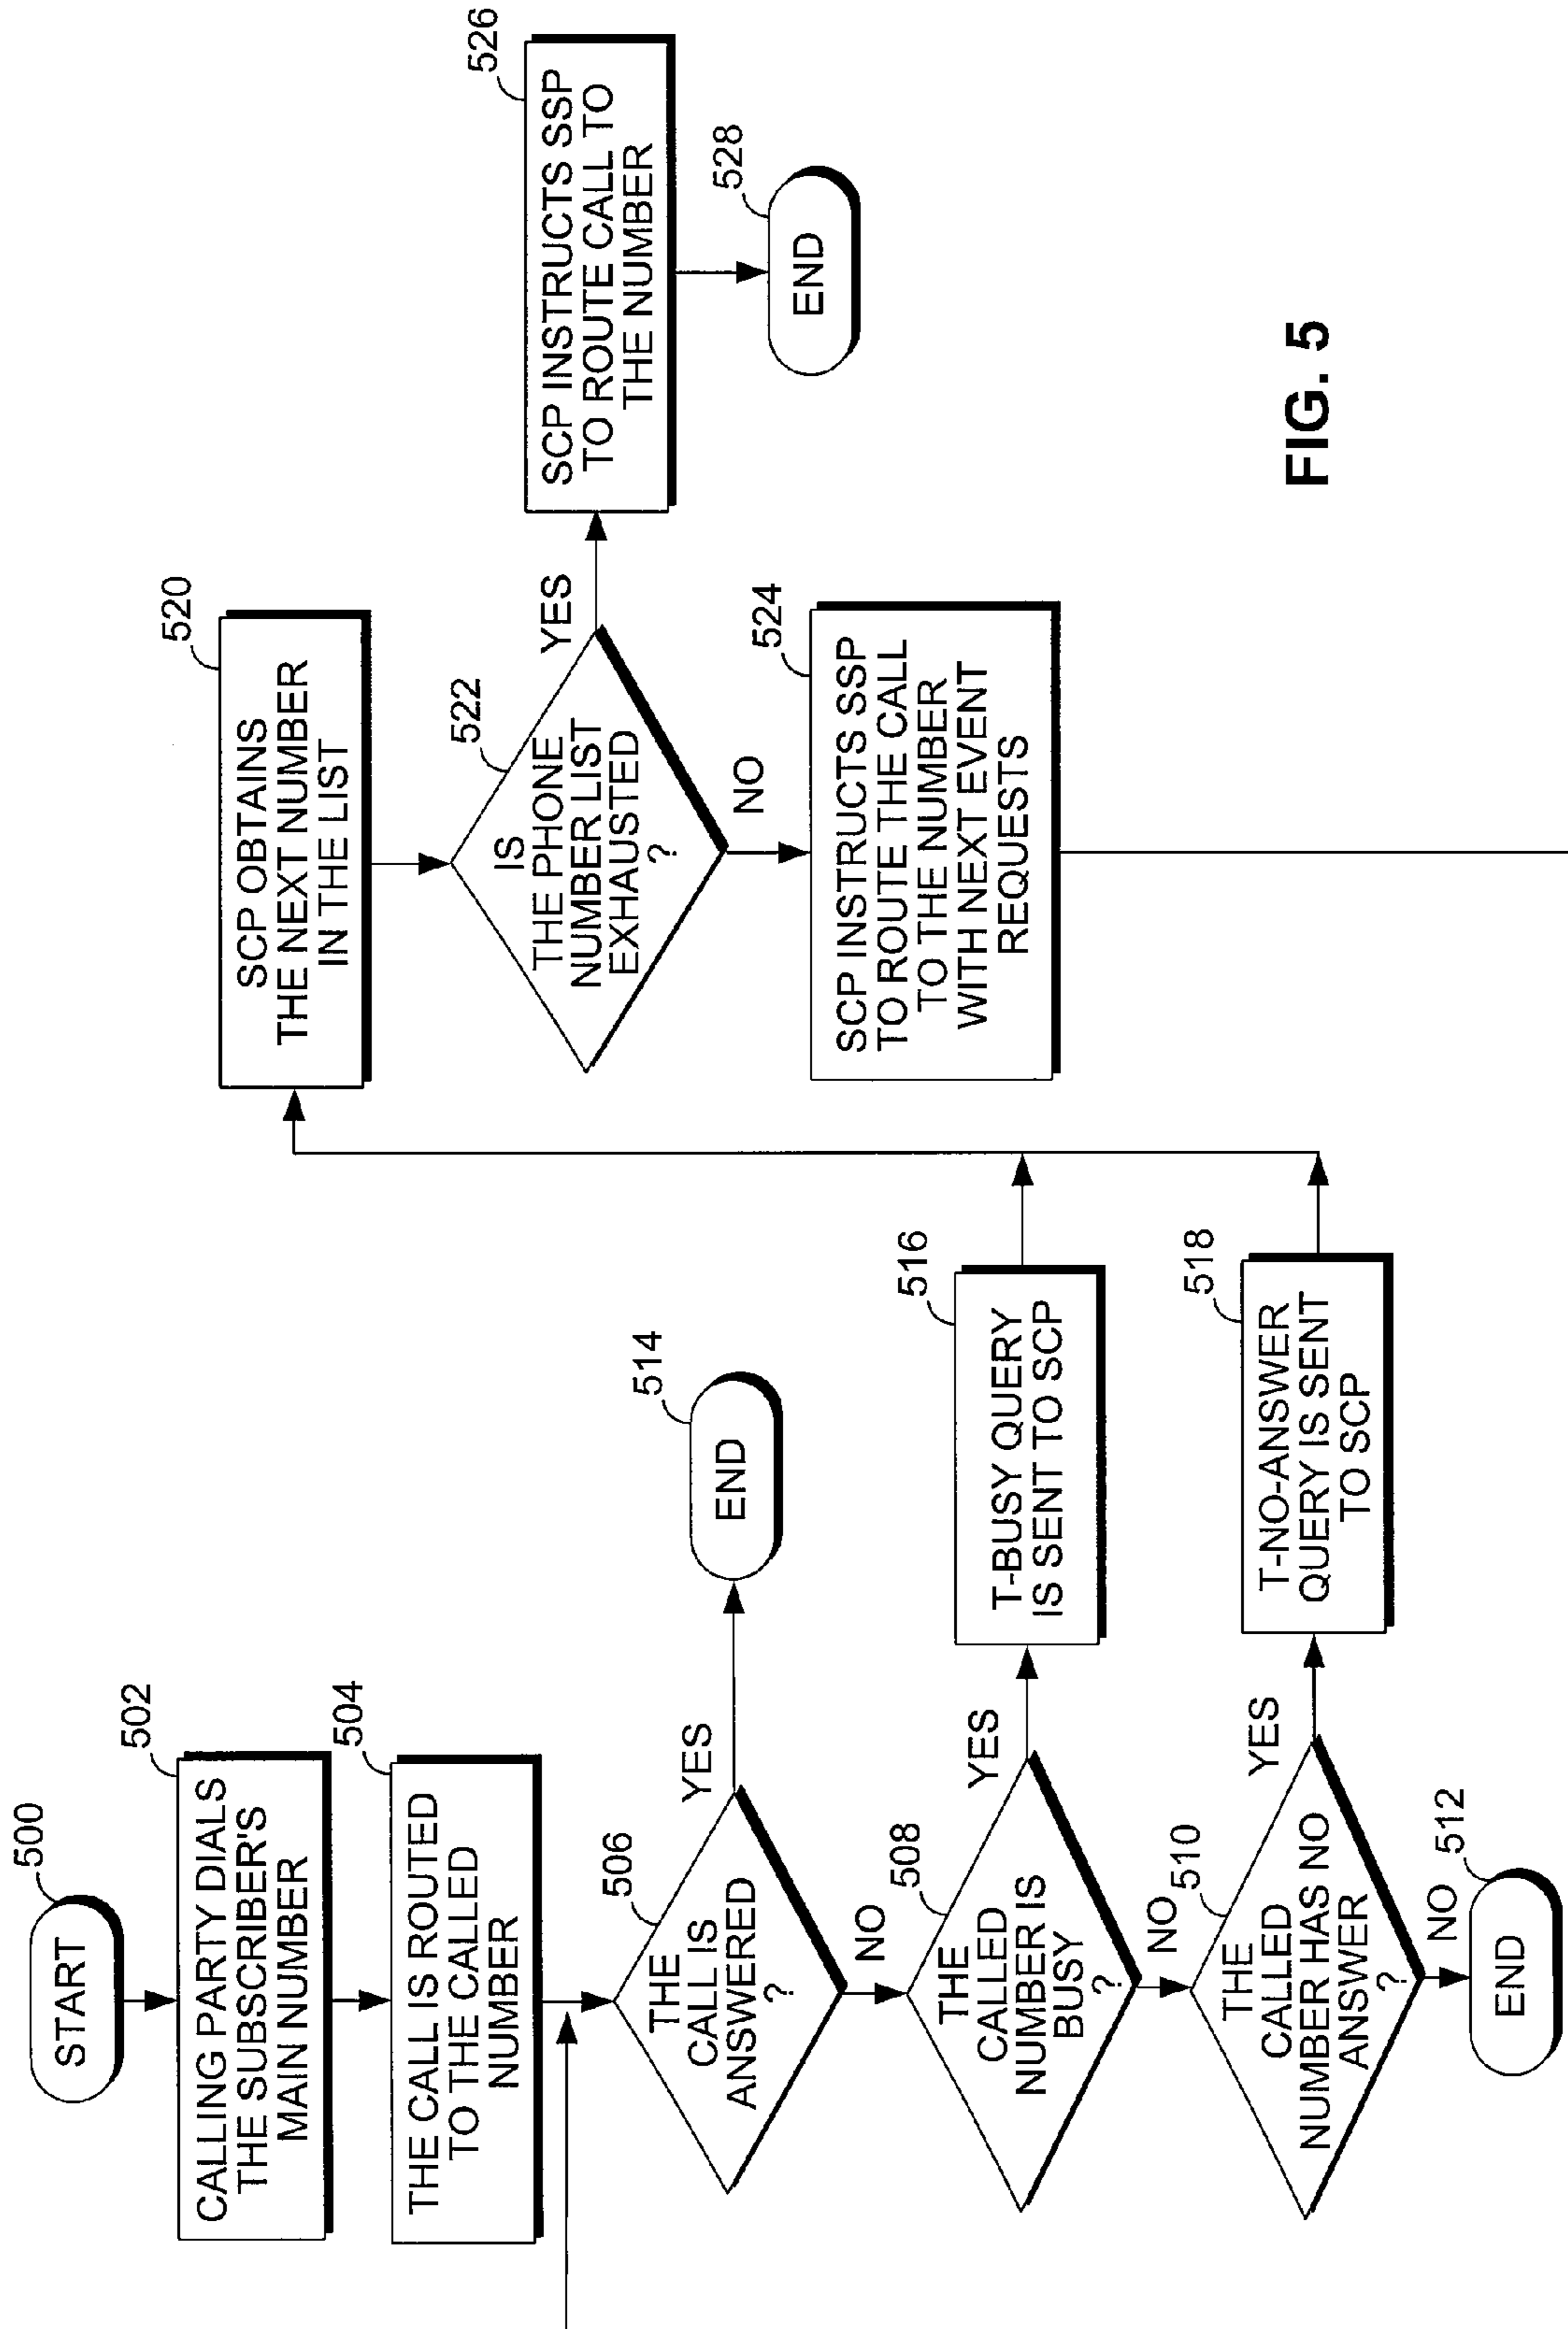 500
START
502
CALLING PARTY DIALS
THE SUBSCRIBER'S
MAIN NUMBER
504
THE CALL IS ROUTED
TO THE CALLED
NUMBER
506
THE
CALL IS
ANSWERED
?
YES
514
END
NO
508
THE
CALLED
NUMBER IS
BUSY
?
YES
516
T-BUSY QUERY
IS SENT TO SCP
NO
510
THE
CALLED
NUMBER HAS NO
ANSWER
?
YES
518
T-NO-ANSWER
QUERY IS SENT
TO SCP
NO
512
END
520
SCP OBTAINS
THE NEXT NUMBER
IN THE LIST
522
IS
THE PHONE
NUMBER LIST
EXHAUSTED
?
YES
526
SCP INSTRUCTS SSP
TO ROUTE CALL TO
THE NUMBER
528
END
NO
524
SCP INSTRUCTS SSP
TO ROUTE THE CALL
TO THE NUMBER
WITH NEXT EVENT
REQUESTS
FIG. 5